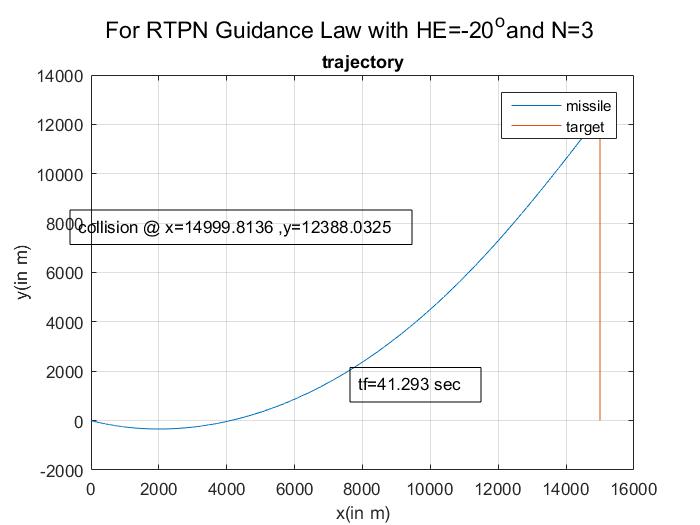 For RTPN Guidance Law with HE=-20° and N=3
trajectory
14000
12000
10000
8000
6000
4000
2000
0
-2000
y(in m)
missile
target
collision @ x=14999.8136 ,y=12388.0325
tf=41.293 sec
0 2000 4000 6000 8000 10000 12000 14000 16000
x(in m)